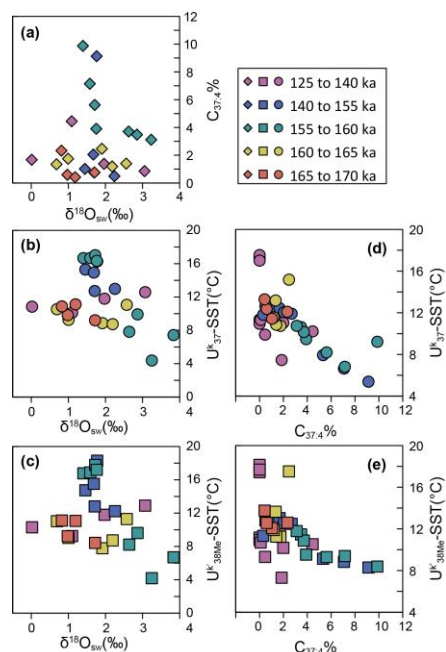 (a)
12
10
8
6
4
2
0
C37:4%
0 1 2 3 4
δ18Osw(‰)
125 to 140 ka
140 to 155 ka
155 to 160 ka
160 to 165 ka
165 to 170 ka
(b)
20
16
12
8
4
0
Uk37-SST(°C)
0 1 2 3 4
δ18Osw(‰)
(d)
20
16
12
8
4
Uk37-SST(°C)
0 2 4 6 8 10 12
C37:4%
(c)
20
16
12
8
4
0
Uk'38Me-SST(°C)
0 1 2 3 4
δ18Osw(‰)
(e)
20
16
12
8
4
0
Uk'38Me-SST(°C)
0 2 4 6 8 10 12
C37:4%